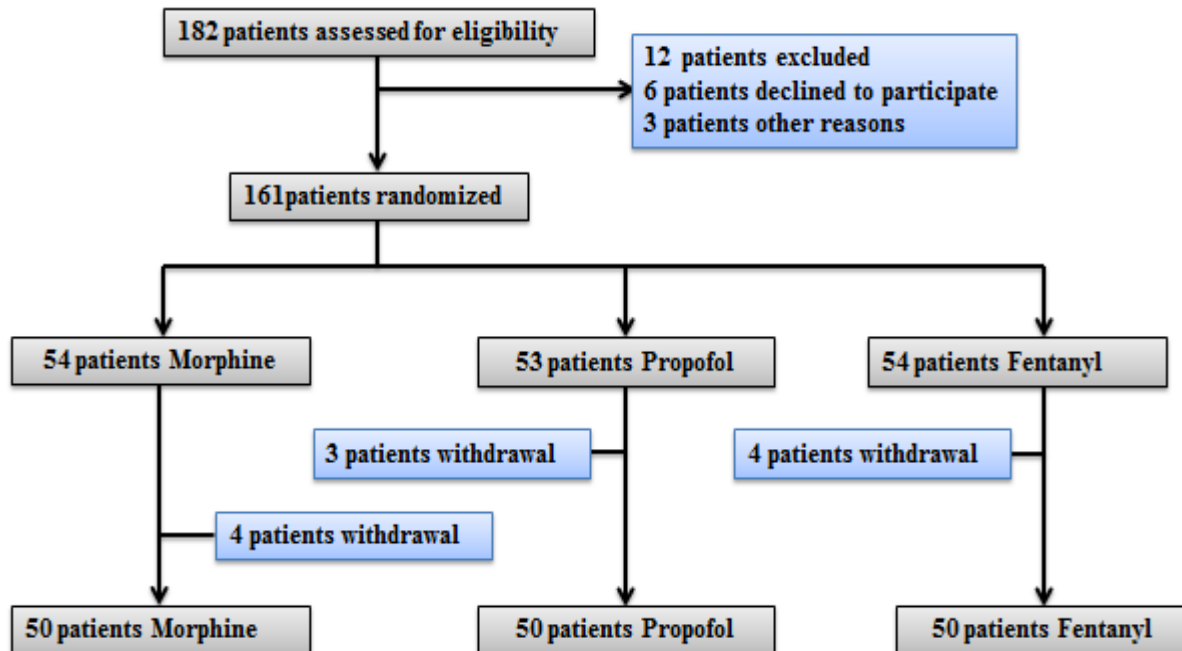 182 patients assessed for eligibility
12 patients excluded
6 patients declined to participate
3 patients other reasons
161patients randomized
54 patients Morphine
53 patients Propofol
54 patients Fentanyl
3 patients withdrawal
4 patients withdrawal
4 patients withdrawal
50 patients Morphine
50 patients Propofol
50 patients Fentanyl